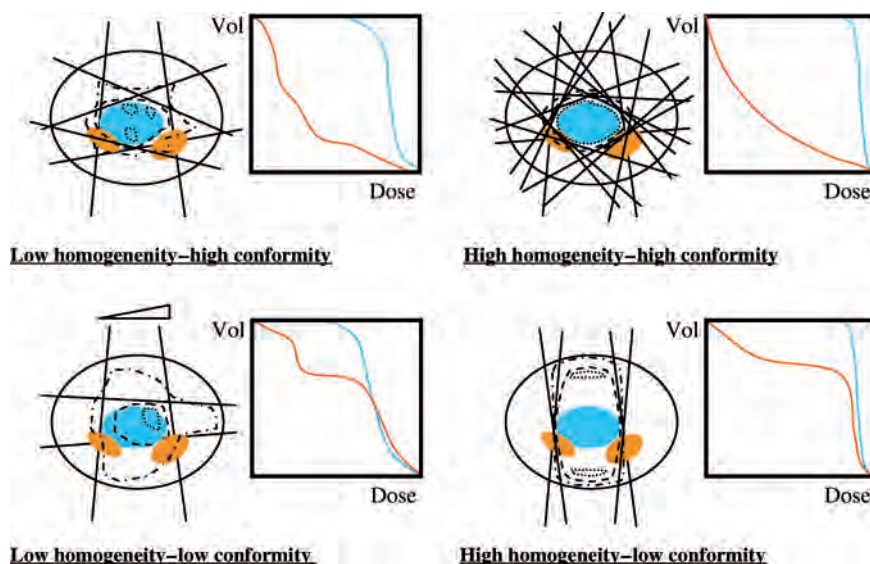 Vol
Dose
Low homogenenity–high conformity
Vol
Dose
High homogeneity–high conformity
Vol
Dose
Low homogeneity–low conformity
Vol
Dose
High homogeneity–low conformity